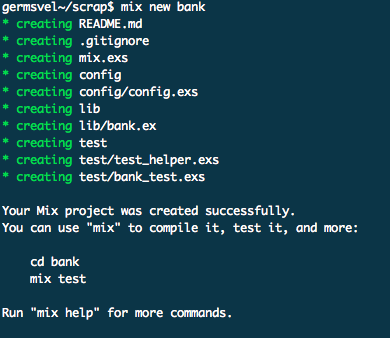 germsvel~/scrap$ mix new bank
* creating README.md
* creating .gitignore
* creating mix.exs
* creating config
* creating config/config.exs
* creating lib
* creating lib/bank.ex
* creating test
* creating test/test_helper.exs
* creating test/bank_test.exs
Your Mix project was created successfully.
You can use "mix" to compile it, test it, and more:
cd bank
mix test
Run "mix help" for more commands.